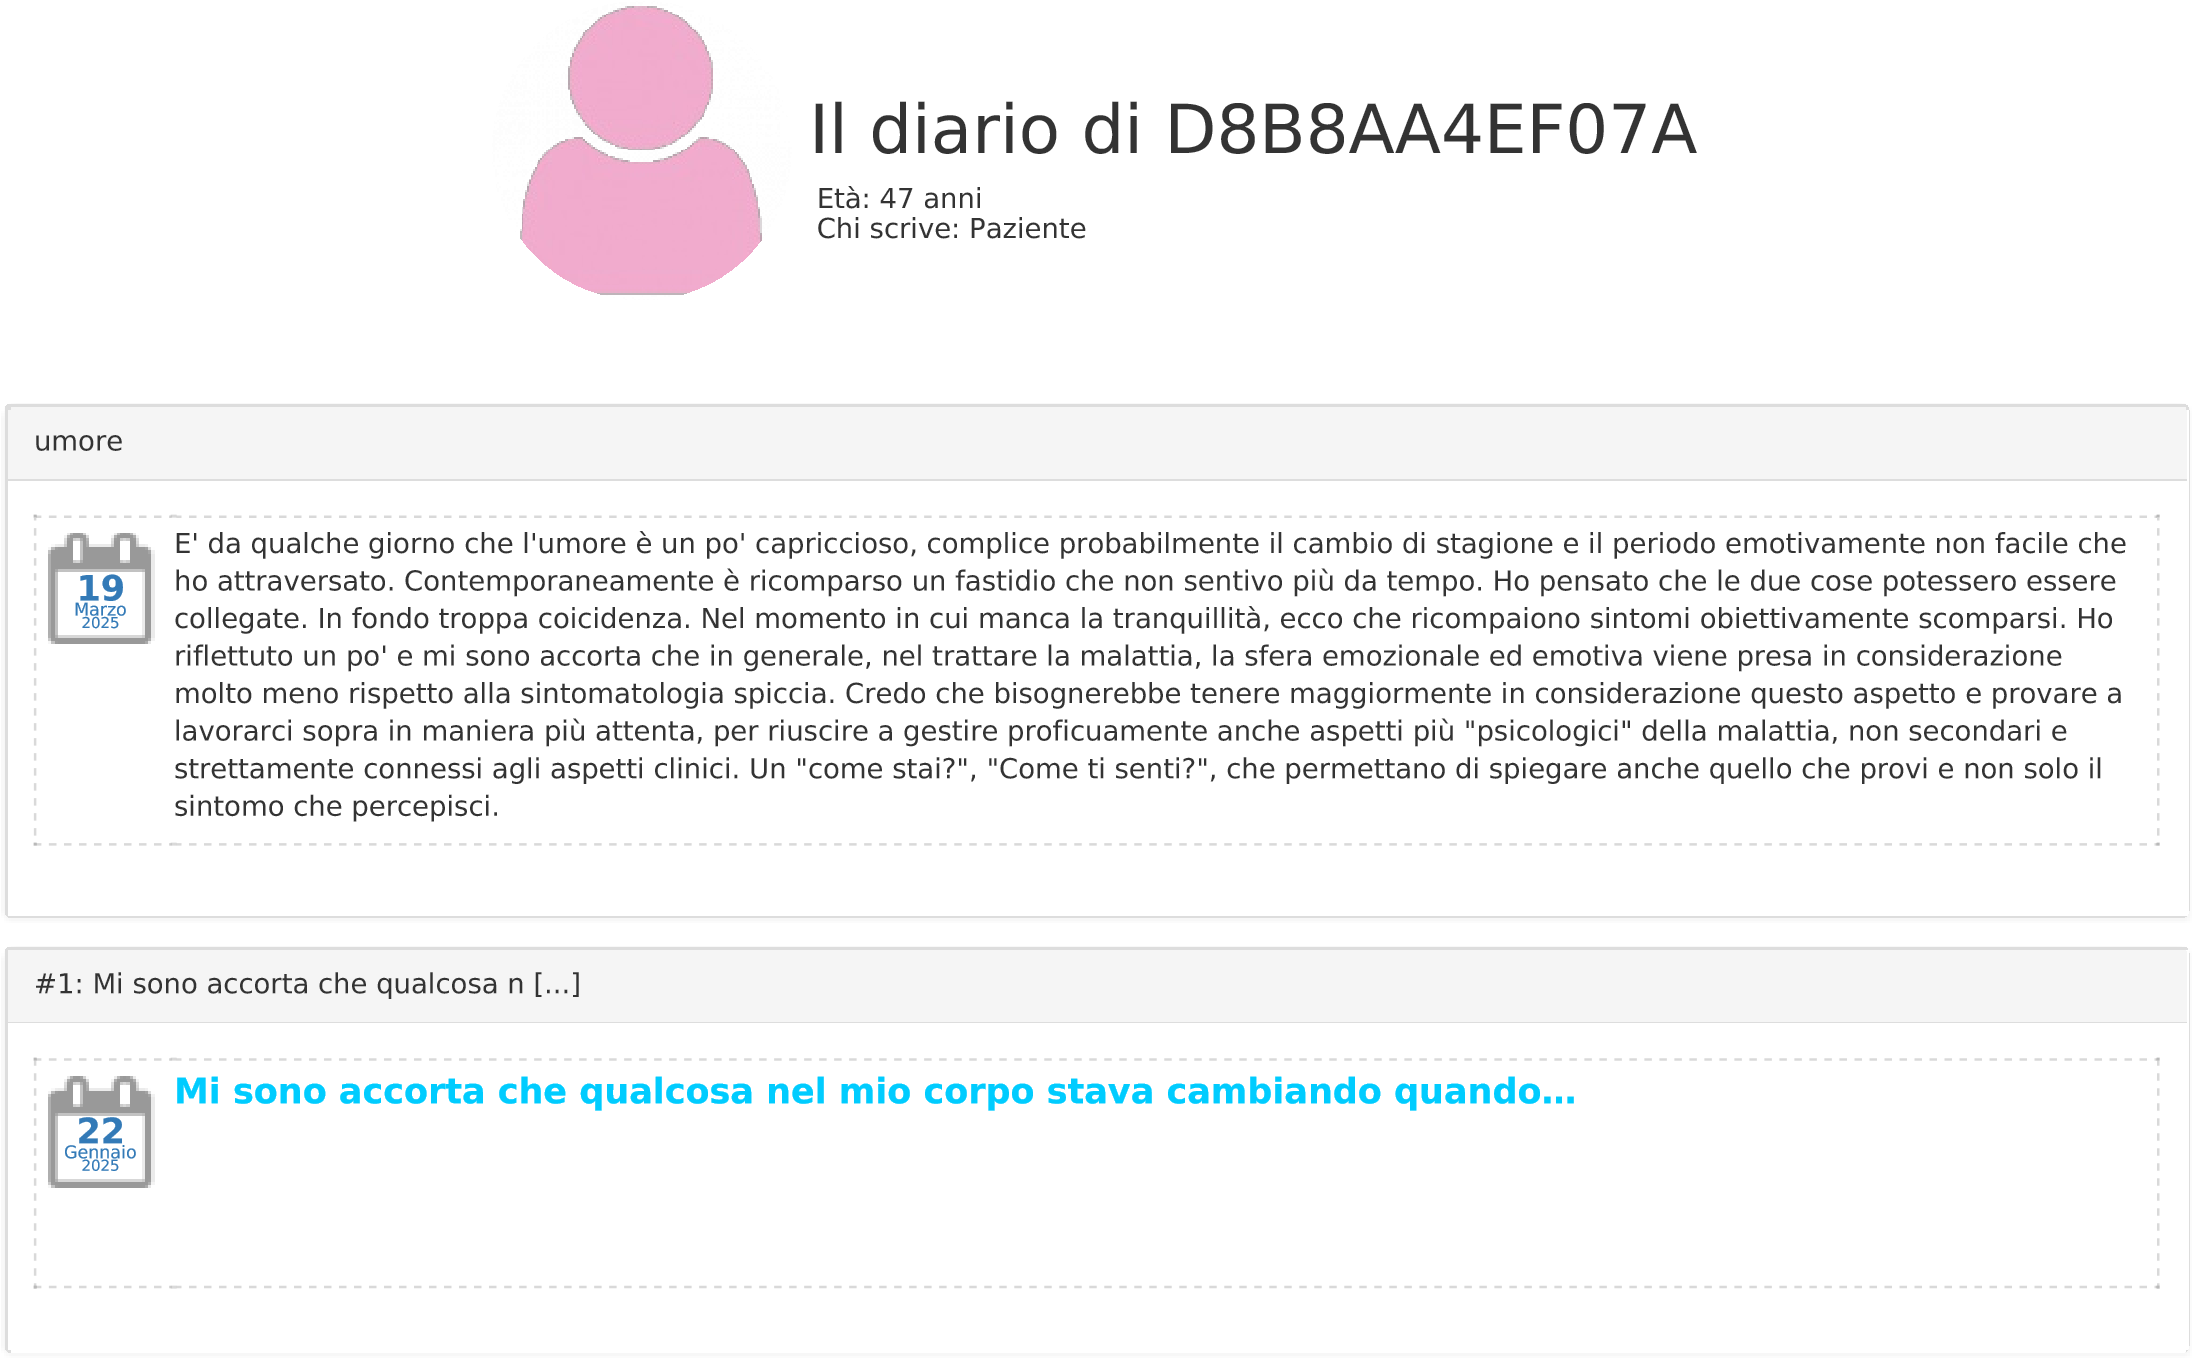 Il diario di D8B8AA4EF07A
Età: 47 anni
Chi scrive: Paziente
umore
19
Marzo
2025
E' da qualche giorno che l'umore è un po' capriccioso, complice probabilmente il cambio di stagione e il periodo emotivamente non facile che
ho attraversato. Contemporaneamente è ricomparso un fastidio che non sentivo più da tempo. Ho pensato che le due cose potessero essere
collegate. In fondo troppa coicidenza. Nel momento in cui manca la tranquillità, ecco che ricompaiono sintomi obiettivamente scomparsi. Ho
riflettuto un po' e mi sono accorta che in generale, nel trattare la malattia, la sfera emozionale ed emotiva viene presa in considerazione
molto meno rispetto alla sintomatologia spiccia. Credo che bisognerebbe tenere maggiormente in considerazione questo aspetto e provare a
lavorarci sopra in maniera più attenta, per riuscire a gestire proficuamente anche aspetti più "psicologici" della malattia, non secondari e
strettamente connessi agli aspetti clinici. Un "come stai?", "Come ti senti?", che permettano di spiegare anche quello che provi e non solo il
sintomo che percepisci.
#1: Mi sono accorta che qualcosa n [...]
22
Gennaio
2025
Mi sono accorta che qualcosa nel mio corpo stava cambiando quando...